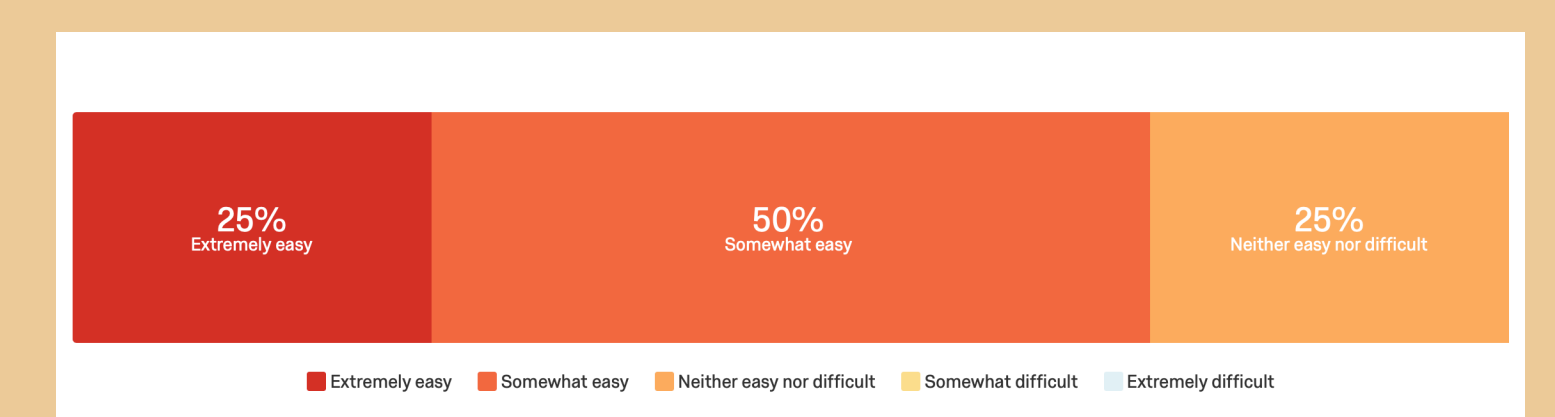 25%
Extremely easy
50%
Somewhat easy
25%
Neither easy nor difficult
Extremely easy Somewhat easy Neither easy nor difficult Somewhat difficult Extremely difficult